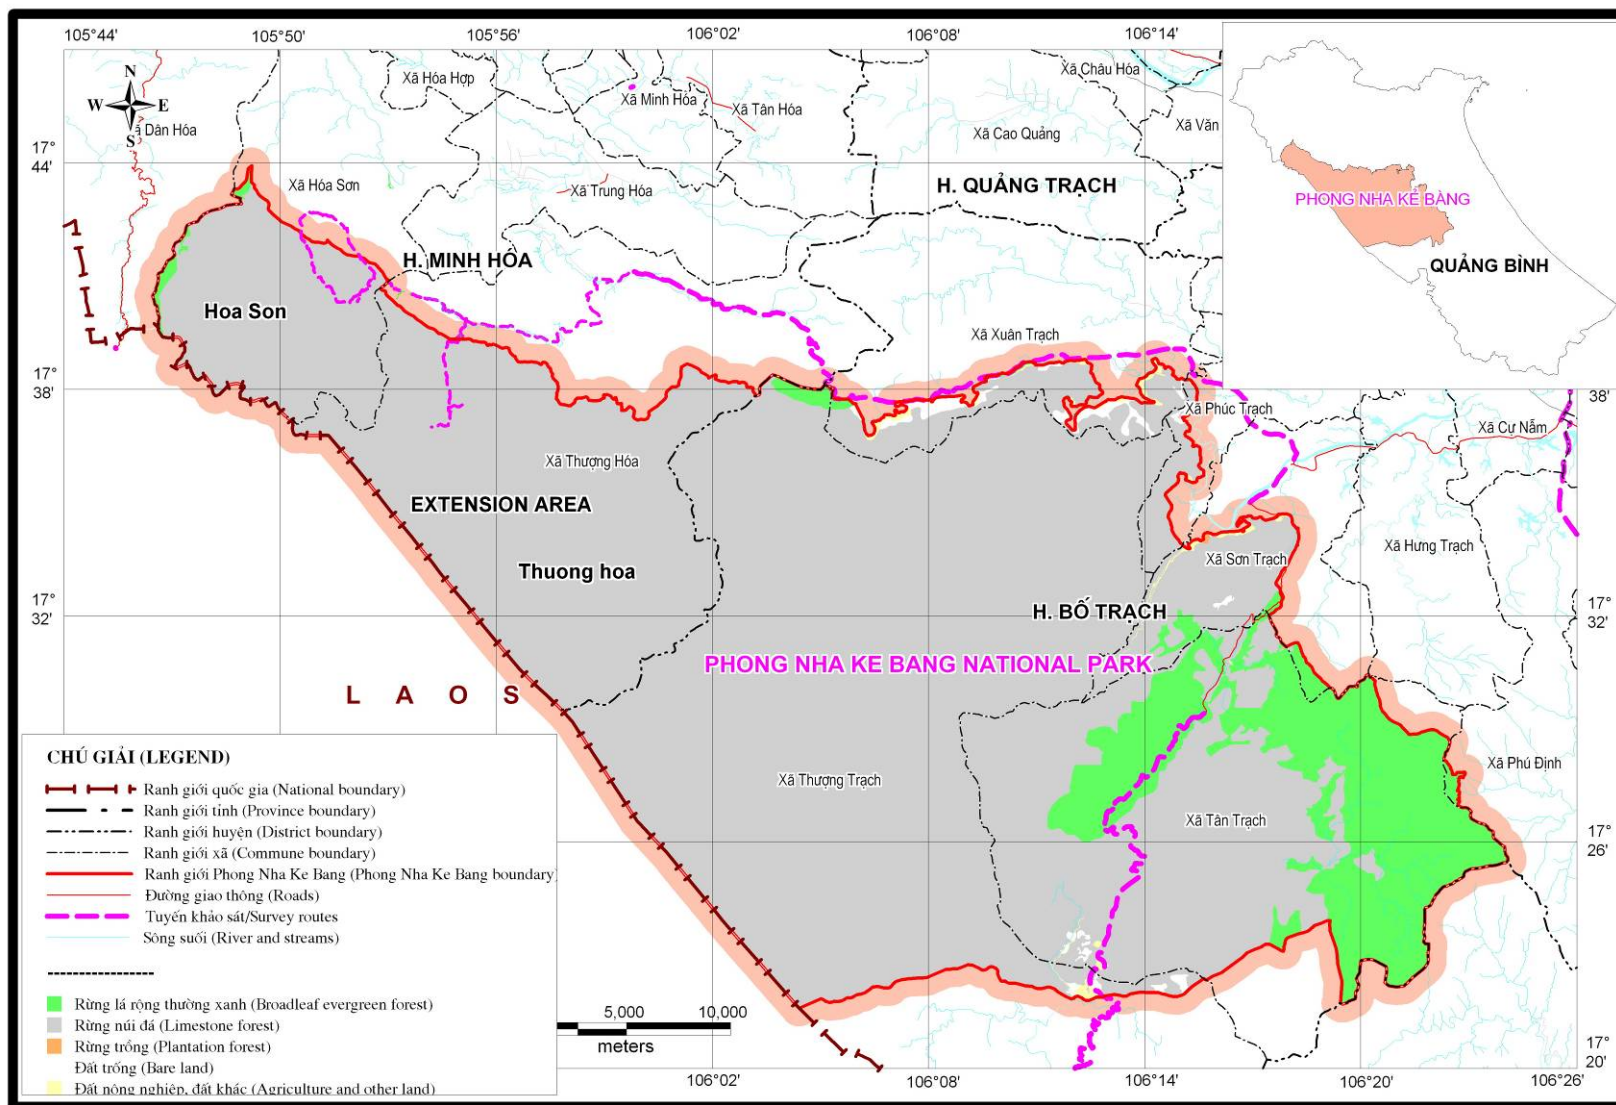 105°44'
105°50'
105°56'
106°02'
106°08'
106°14'
N
W
E
S
Xã Hóa Hợp
Xã Minh Hóa
Xã Tân Hóa
Xã Châu Hóa
Xã Cao Quảng
Xã Văn
ã Dân Hóa
17°
44'
Xã Hóa Sơn
Xã Trung Hóa
H. QUẢNG TRẠCH
PHONG NHA KẺ BÀNG
QUẢNG BÌNH
H. MINH HÓA
Hoa Son
Xã Xuân Trạch
17°
38'
38'
Xã Phúc Trạch
Xã Cự Nẫm
Xã Thượng Hóa
EXTENSION AREA
Xã Hưng Trạch
Xã Sơn Trạch
Thuong hoa
17°
32'
H. BỐ TRẠCH
17°
32'
PHONG NHA KE BANG NATIONAL PARK
LAOS
Xã Phú Định
Xã Thượng Trạch
Xã Tân Trạch
17°
26'
CHÚ GIẢI (LEGEND)
Ranh giới quốc gia (National boundary)
Ranh giới tỉnh (Province boundary)
Ranh giới huyện (District boundary)
Ranh giới xã (Commune boundary)
Ranh giới Phong Nha Ke Bang (Phong Nha Ke Bang boundary)
Đường giao thông (Roads)
Tuyến khảo sát/Survey routes
Sông suối (River and streams)
Rừng lá rộng thường xanh (Broadleaf evergreen forest)
Rừng núi đá (Limestone forest)
Rừng trồng (Plantation forest)
Đất trống (Bare land)
Đất nông nghiệp, đất khác (Agriculture and other land)
5,000
10,000
meters
17°
20'
106°02'
106°08'
106°14'
106°20'
106°26'